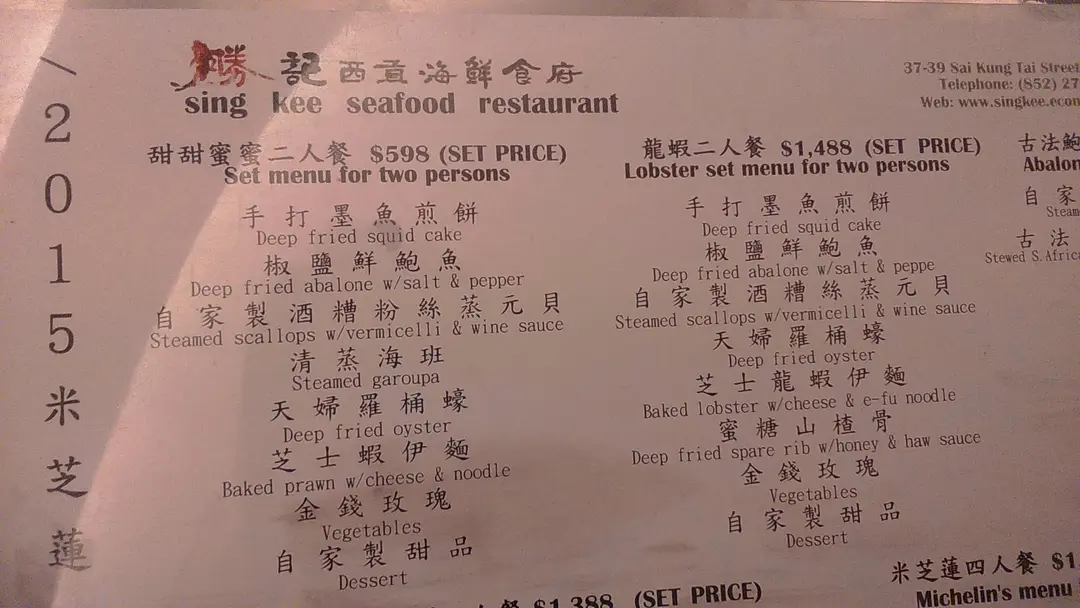 2015米芝蓮
勝記西貢海鮮食府
sing kee seafood restaurant
37-39 Sai Kung Tai Street
Telephone: (852) 27
Web: www.singkee.econ
甜甜蜜蜜二人餐 $598 (SET PRICE)
Set menu for two persons
手打墨魚煎餅
Deep fried squid cake
椒鹽鮮鮑魚
Deep fried abalone w/salt & pepper
自家製酒糟粉絲蒸元貝
Steamed scallops w/vermicelli & wine sauce
清蒸海班
Steamed garoupa
天婦羅桶蠔
Deep fried oyster
芝士蝦伊麵
Baked prawn w/cheese & noodle
金錢玫瑰
Vegetables
自家製甜品
Dessert
龍蝦二人餐 $1,488 (SET PRICE)
Lobster set menu for two persons
手打墨魚煎餅
Deep fried squid cake
椒鹽鮮鮑魚
Deep fried abalone w/salt & peppe
自家製酒糟絲蒸元貝
Steamed scallops w/vermicelli & wine sauce
天婦羅桶蠔
Deep fried oyster
芝士龍蝦伊麵
Baked lobster w/cheese & e-fu noodle
蜜糖山楂骨
Deep fried spare rib w/honey & haw sauce
金錢玫瑰
Vegetables
自家製甜品
Dessert
古法鮑
Abalon
自家
Steam
古法
Stewed S.Africa
人餐 $1,388 (SET PRICE)
米芝蓮四人餐 $1
Michelin's menu